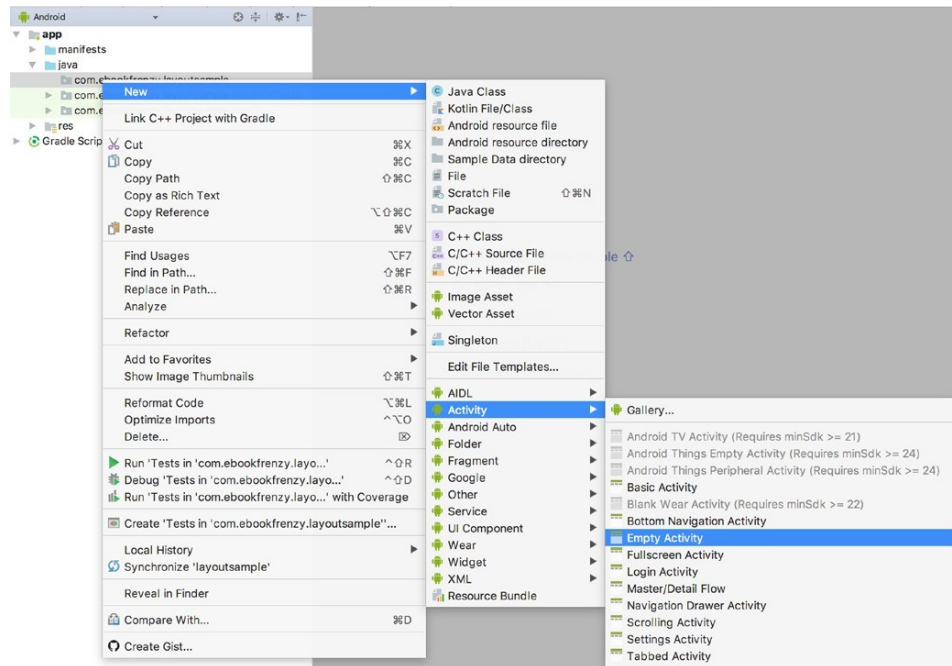 Android
app
manifests
java
com.ebookfrenzy.layoutsample
com.e
com.e
res
Gradle Scrip
New
Link C++ Project with Gradle
Cut ⌘X
Copy ⌘C
Copy Path ⇧⌘C
Copy as Rich Text
Copy Reference ⌥⇧⌘C
Paste ⌘V
Find Usages ⌥F7
Find in Path... ⇧⌘F
Replace in Path... ⇧⌘R
Analyze
Refactor
Add to Favorites
Show Image Thumbnails ⇧⌘T
Reformat Code ⌥⌘L
Optimize Imports ^⌥O
Delete... ⌦
Run 'Tests in 'com.ebookfrenzy.layo...' ^⇧R
Debug 'Tests in 'com.ebookfrenzy.layo...' ^⇧D
Run 'Tests in 'com.ebookfrenzy.layo...' with Coverage
Create 'Tests in 'com.ebookfrenzy.layoutsample''...
Local History
Synchronize 'layoutsample'
Reveal in Finder
Compare With... ⌘D
Create Gist...
Java Class
Kotlin File/Class
Android resource file
Android resource directory
Sample Data directory
File
Scratch File ⇧⌘N
Package
C++ Class
C/C++ Source File
C/C++ Header File
Image Asset
Vector Asset
Singleton
Edit File Templates...
AIDL
Activity
Android Auto
Folder
Fragment
Google
Other
Service
UI Component
Wear
Widget
XML
Resource Bundle
Gallery...
Android TV Activity (Requires minSdk >= 21)
Android Things Empty Activity (Requires minSdk >= 24)
Android Things Peripheral Activity (Requires minSdk >= 24)
Basic Activity
Blank Wear Activity (Requires minSdk >= 22)
Bottom Navigation Activity
Empty Activity
Fullscreen Activity
Login Activity
Master/Detail Flow
Navigation Drawer Activity
Scrolling Activity
Settings Activity
Tabbed Activity